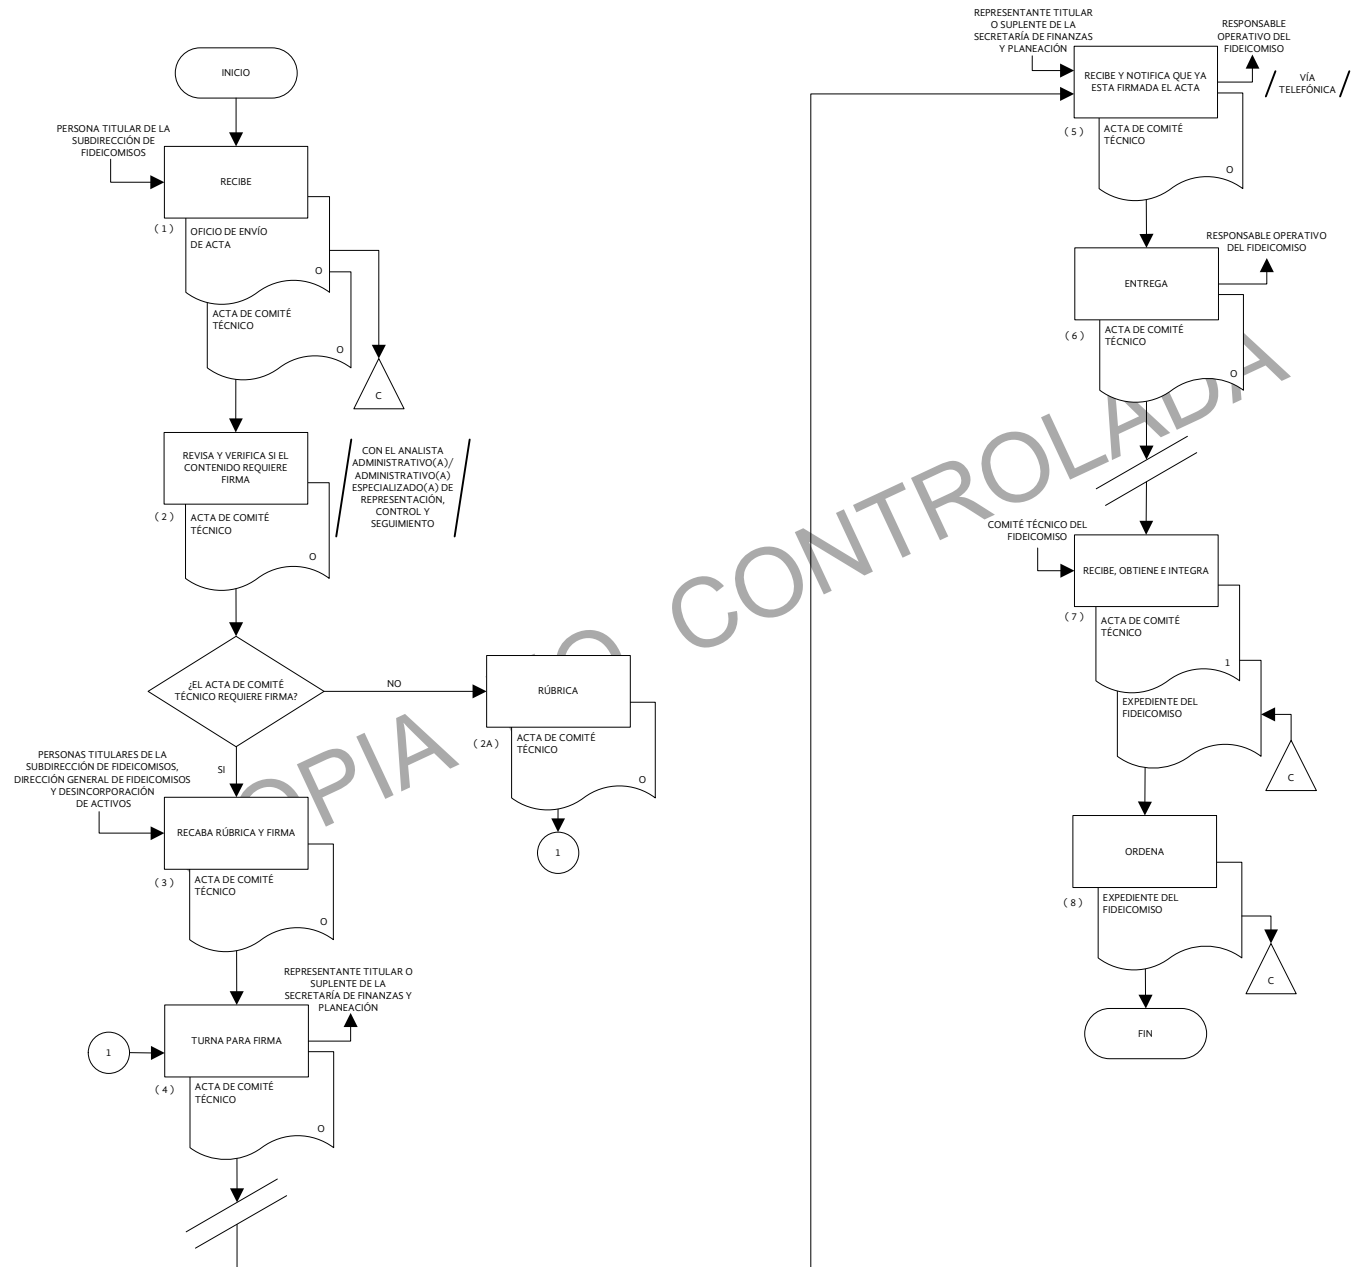 INICIO
PERSONA TITULAR DE LA
SUBDIRECCIÓN DE
FIDEICOMISOS
RECIBE
( 1 )
OFICIO DE ENVÍO
DE ACTA
O
ACTA DE COMITÉ
TÉCNICO
O
C
REVISA Y VERIFICA SI EL
CONTENIDO REQUIERE
FIRMA
CON EL ANALISTA
ADMINISTRATIVO(A)/
ADMINISTRATIVO(A)
ESPECIALIZADO(A) DE
REPRESENTACIÓN,
CONTROL Y
SEGUIMIENTO
( 2 )
ACTA DE COMITÉ
TÉCNICO
O
¿EL ACTA DE COMITÉ
TÉCNICO REQUIERE FIRMA?
NO
RÚBRICA
( 2A )
ACTA DE COMITÉ
TÉCNICO
O
1
SI
PERSONAS TITULARES DE LA
SUBDIRECCIÓN DE FIDEICOMISOS,
DIRECCIÓN GENERAL DE FIDEICOMISOS
Y DESINCORPORACIÓN
DE ACTIVOS
RECABA RÚBRICA Y FIRMA
( 3 )
ACTA DE COMITÉ
TÉCNICO
O
REPRESENTANTE TITULAR O
SUPLENTE DE LA
SECRETARÍA DE FINANZAS Y
PLANEACIÓN
1
TURNA PARA FIRMA
( 4 )
ACTA DE COMITÉ
TÉCNICO
O
REPRESENTANTE TITULAR
O SUPLENTE DE LA
SECRETARÍA DE FINANZAS
Y PLANEACIÓN
RESPONSABLE
OPERATIVO DEL
FIDEICOMISO
RECIBE Y NOTIFICA QUE YA
ESTA FIRMADA EL ACTA
VÍA
TELEFÓNICA
( 5 )
ACTA DE COMITÉ
TÉCNICO
O
RESPONSABLE OPERATIVO
DEL FIDEICOMISO
ENTREGA
( 6 )
ACTA DE COMITÉ
TÉCNICO
O
COMITÉ TÉCNICO DEL
FIDEICOMISO
RECIBE, OBTIENE E INTEGRA
( 7 )
ACTA DE COMITÉ
TÉCNICO
1
EXPEDIENTE DEL
FIDEICOMISO
C
ORDENA
( 8 )
EXPEDIENTE DEL
FIDEICOMISO
C
FIN
CONTROLADA